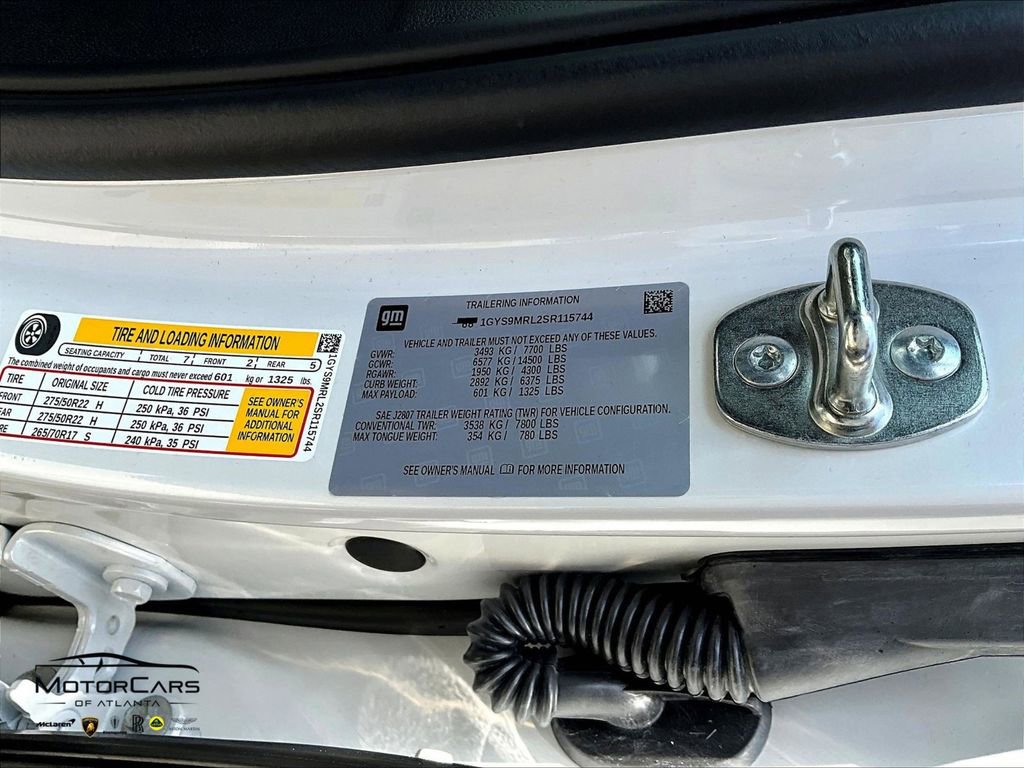 TIRE AND LOADING INFORMATION
SEATING CAPACITY TOTAL 7 FRONT 2 REAR 5
The combined weight of occupants and cargo must never exceed 601 kg or 1325 lbs.
TIRE ORIGINAL SIZE COLD TIRE PRESSURE
FRONT 275/50R22 H 250 kPa, 36 PSI
EAR 275/50R22 H 250 kPa, 36 PSI
RE 265/70R17 S 240 kPa, 35 PSI
SEE OWNER'S
MANUAL FOR
ADDITIONAL
INFORMATION
1GYS9MRL2SR115744
gm
TRAILERING INFORMATION
1GYS9MRL2SR115744
VEHICLE AND TRAILER MUST NOT EXCEED ANY OF THESE VALUES.
GVWR: 3493 KG / 7700 LBS
GCWR: 6577 KG / 14500 LBS
RGAWR: 1950 KG / 4300 LBS
CURB WEIGHT: 2892 KG / 6375 LBS
MAX PAYLOAD: 601 KG / 1325 LBS
SAE J2807 TRAILER WEIGHT RATING (TWR) FOR VEHICLE CONFIGURATION.
CONVENTIONAL TWR: 3538 KG / 7800 LBS
MAX TONGUE WEIGHT: 354 KG / 780 LBS
SEE OWNER'S MANUAL FOR MORE INFORMATION
MOTORCARS
OF ATLANTA
McLaren
ASTON MARTIN